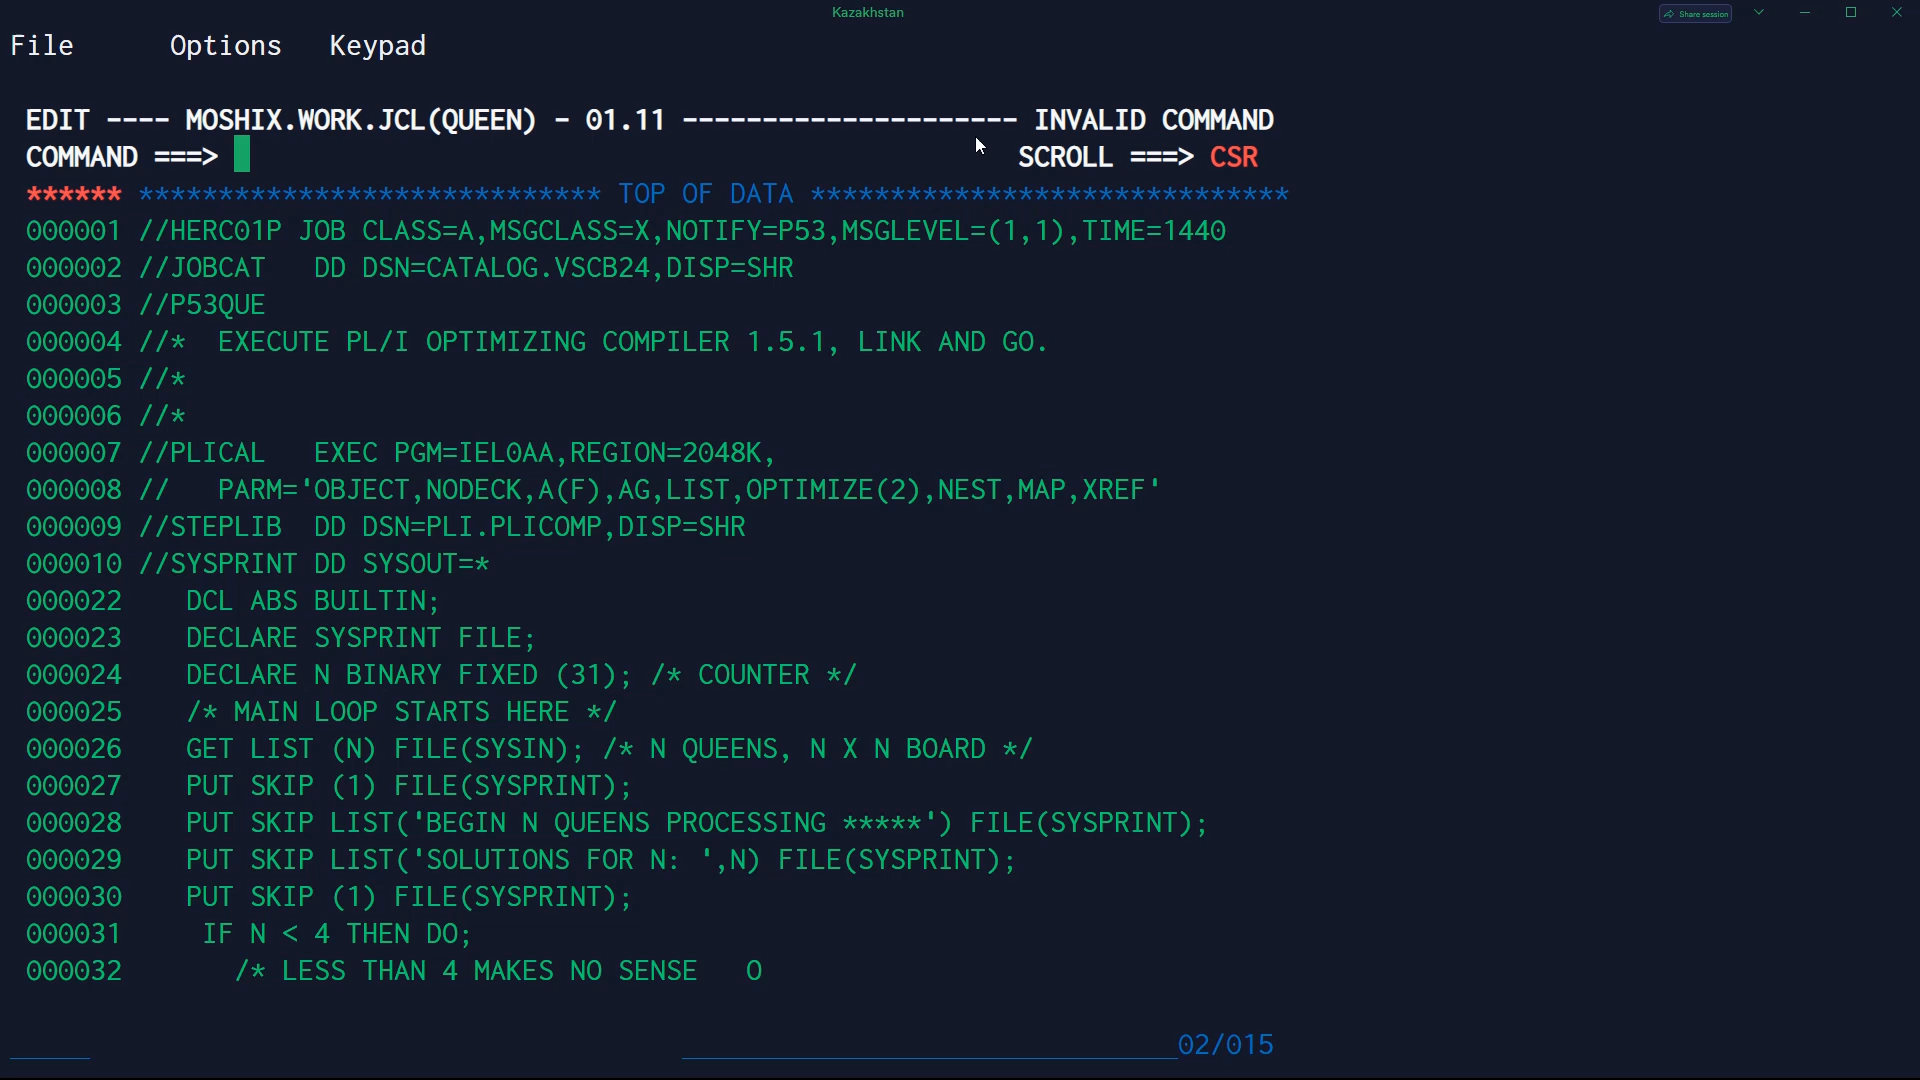 Kazakhstan
Share session
File Options Keypad
EDIT ---- MOSHIX.WORK.JCL(QUEEN) - 01.11 --------------------- INVALID COMMAND
COMMAND ===> SCROLL ===> CSR
****** ***************************** TOP OF DATA ******************************
000001 //HERC01P JOB CLASS=A,MSGCLASS=X,NOTIFY=P53,MSGLEVEL=(1,1),TIME=1440
000002 //JOBCAT   DD DSN=CATALOG.VSCB24,DISP=SHR
000003 //P53QUE
000004 //*  EXECUTE PL/I OPTIMIZING COMPILER 1.5.1, LINK AND GO.
000005 //*
000006 //*
000007 //PLICAL   EXEC PGM=IEL0AA,REGION=2048K,
000008 //   PARM='OBJECT,NODECK,A(F),AG,LIST,OPTIMIZE(2),NEST,MAP,XREF'
000009 //STEPLIB  DD DSN=PLI.PLICOMP,DISP=SHR
000010 //SYSPRINT DD SYSOUT=*
000022    DCL ABS BUILTIN;
000023    DECLARE SYSPRINT FILE;
000024    DECLARE N BINARY FIXED (31); /* COUNTER */
000025    /* MAIN LOOP STARTS HERE */
000026    GET LIST (N) FILE(SYSIN); /* N QUEENS, N X N BOARD */
000027    PUT SKIP (1) FILE(SYSPRINT);
000028    PUT SKIP LIST('BEGIN N QUEENS PROCESSING *****') FILE(SYSPRINT);
000029    PUT SKIP LIST('SOLUTIONS FOR N: ',N) FILE(SYSPRINT);
000030    PUT SKIP (1) FILE(SYSPRINT);
000031     IF N < 4 THEN DO;
000032       /* LESS THAN 4 MAKES NO SENSE   O
02/015